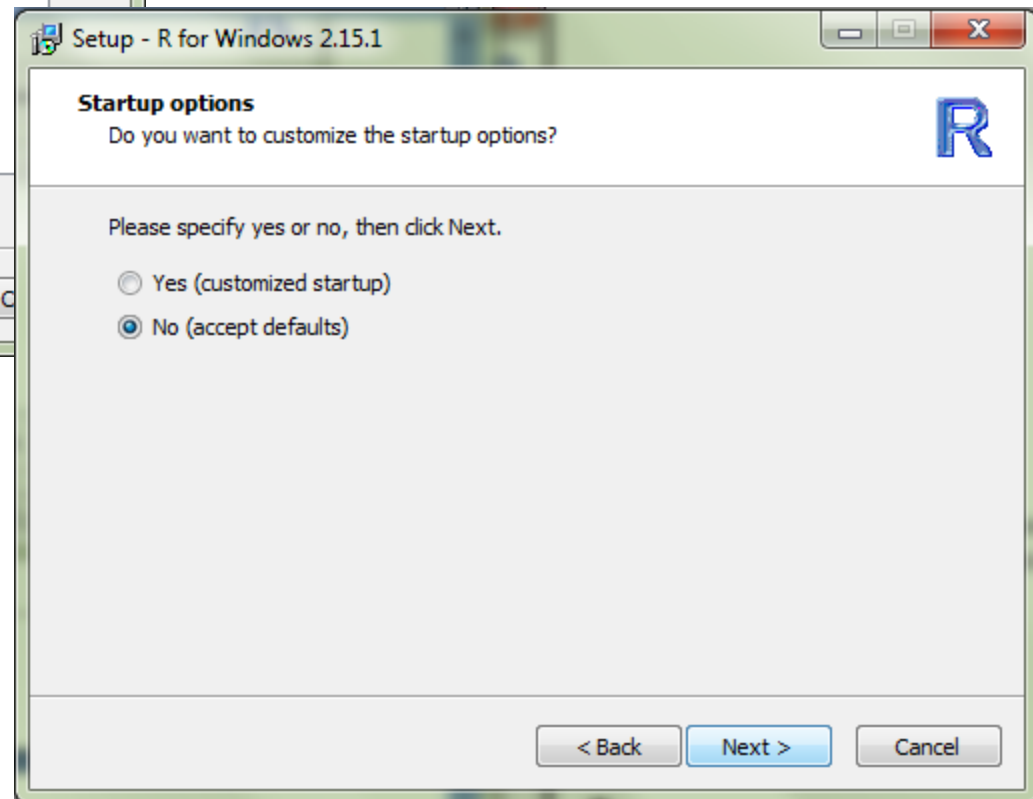 Setup - R for Windows 2.15.1
Startup options
Do you want to customize the startup options?
R
Please specify yes or no, then click Next.
Yes (customized startup)
No (accept defaults)
< Back Next > Cancel